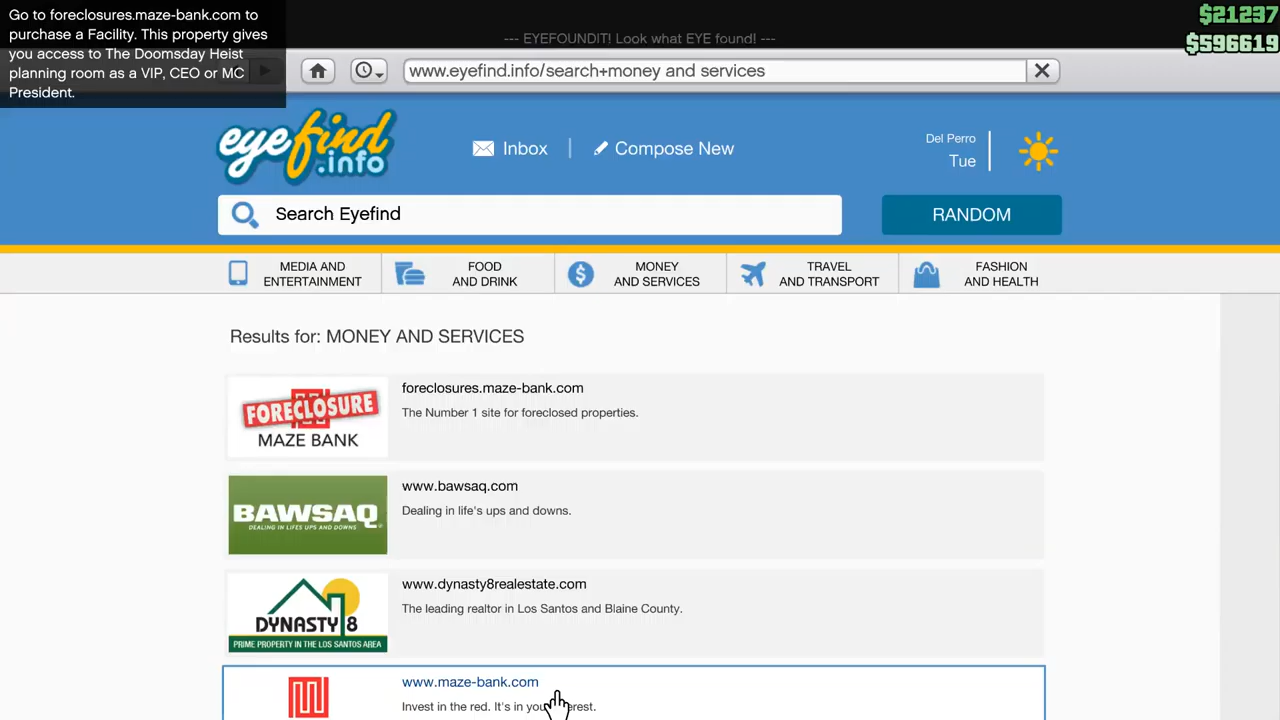 Go to foreclosures.maze-bank.com to
purchase a Facility. This property gives
you access to The Doomsday Heist
planning room as a VIP, CEO or MC
President.
$21237
$596619
--- EYEFOUNDIT! Look what EYE found! ---
www.eyefind.info/search+money and services
eyefind
.info
Inbox
Compose New
Del Perro
Tue
Search Eyefind
RANDOM
MEDIA AND
ENTERTAINMENT
FOOD
AND DRINK
MONEY
AND SERVICES
TRAVEL
AND TRANSPORT
FASHION
AND HEALTH
Results for: MONEY AND SERVICES
FORECLOSURE
MAZE BANK
foreclosures.maze-bank.com
The Number 1 site for foreclosed properties.
BAWSAQ
DEALING IN LIFE'S UPS AND DOWNS
www.bawsaq.com
Dealing in life's ups and downs.
DYNASTY 8
PRIME PROPERTY IN THE LOS SANTOS AREA
www.dynasty8realestate.com
The leading realtor in Los Santos and Blaine County.
www.maze-bank.com
Invest in the red. It's in